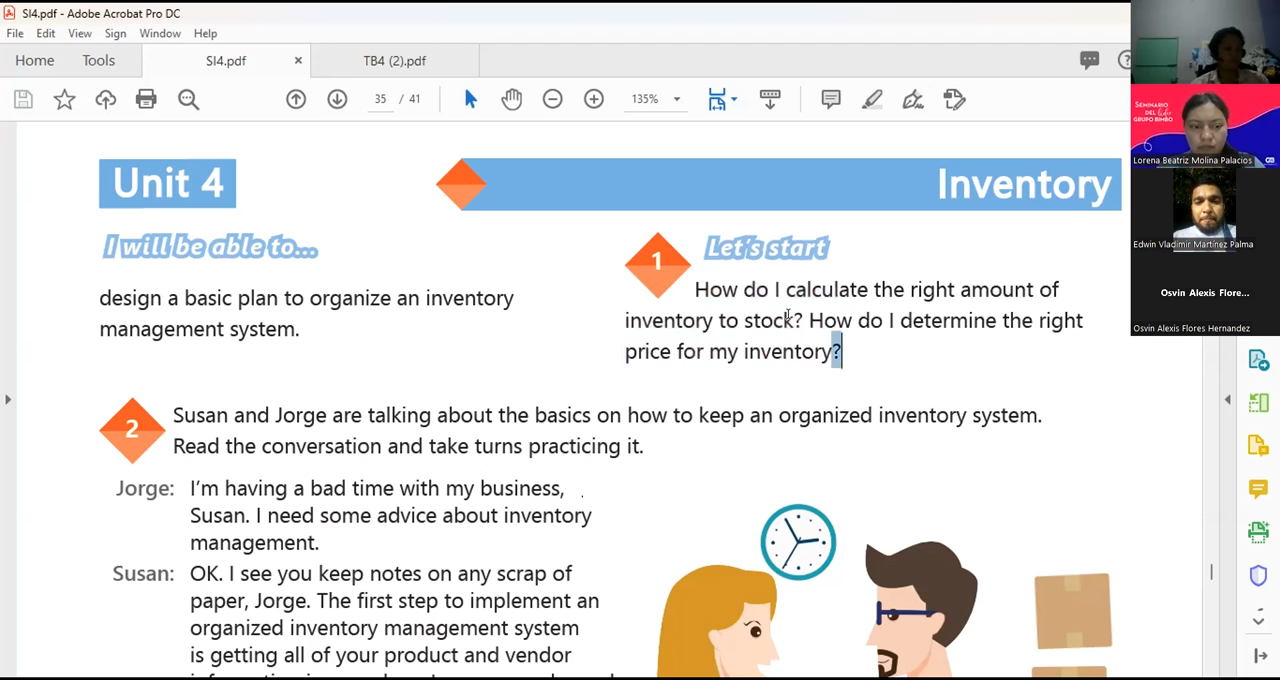 SI4.pdf - Adobe Acrobat Pro DC
File Edit View Sign Window Help
Home Tools SI4.pdf × TB4 (2).pdf
35 / 41 135%
Unit 4
Inventory
I will be able to...
design a basic plan to organize an inventory
management system.
1
Let's start
How do I calculate the right amount of
inventory to stock? How do I determine the right
price for my inventory?
2
Susan and Jorge are talking about the basics on how to keep an organized inventory system.
Read the conversation and take turns practicing it.
Jorge: I'm having a bad time with my business,
Susan. I need some advice about inventory
management.
Susan: OK. I see you keep notes on any scrap of
paper, Jorge. The first step to implement an
organized inventory management system
is getting all of your product and vendor
SEMINARIO
DEL líder
GRUPO BIMBO
Lorena Beatriz Molina Palacios
Edwin Vladimir Martínez Palma
Osvin Alexis Flore...
Osvin Alexis Flores Hernandez